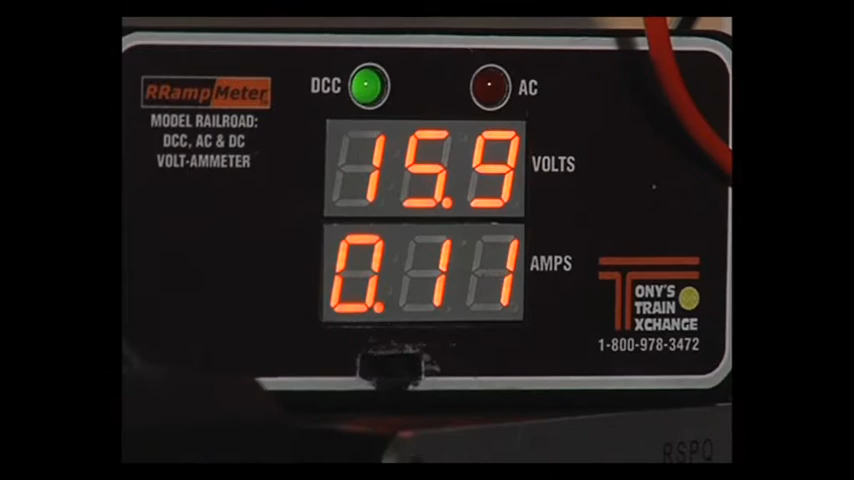 DCC
AC
RRampMeter
MODEL RAILROAD:
DCC, AC & DC
VOLT-AMMETER
15.9 VOLTS
0.11 AMPS
TONY'S
TRAIN
XCHANGE
1-800-978-3472
RSPQ